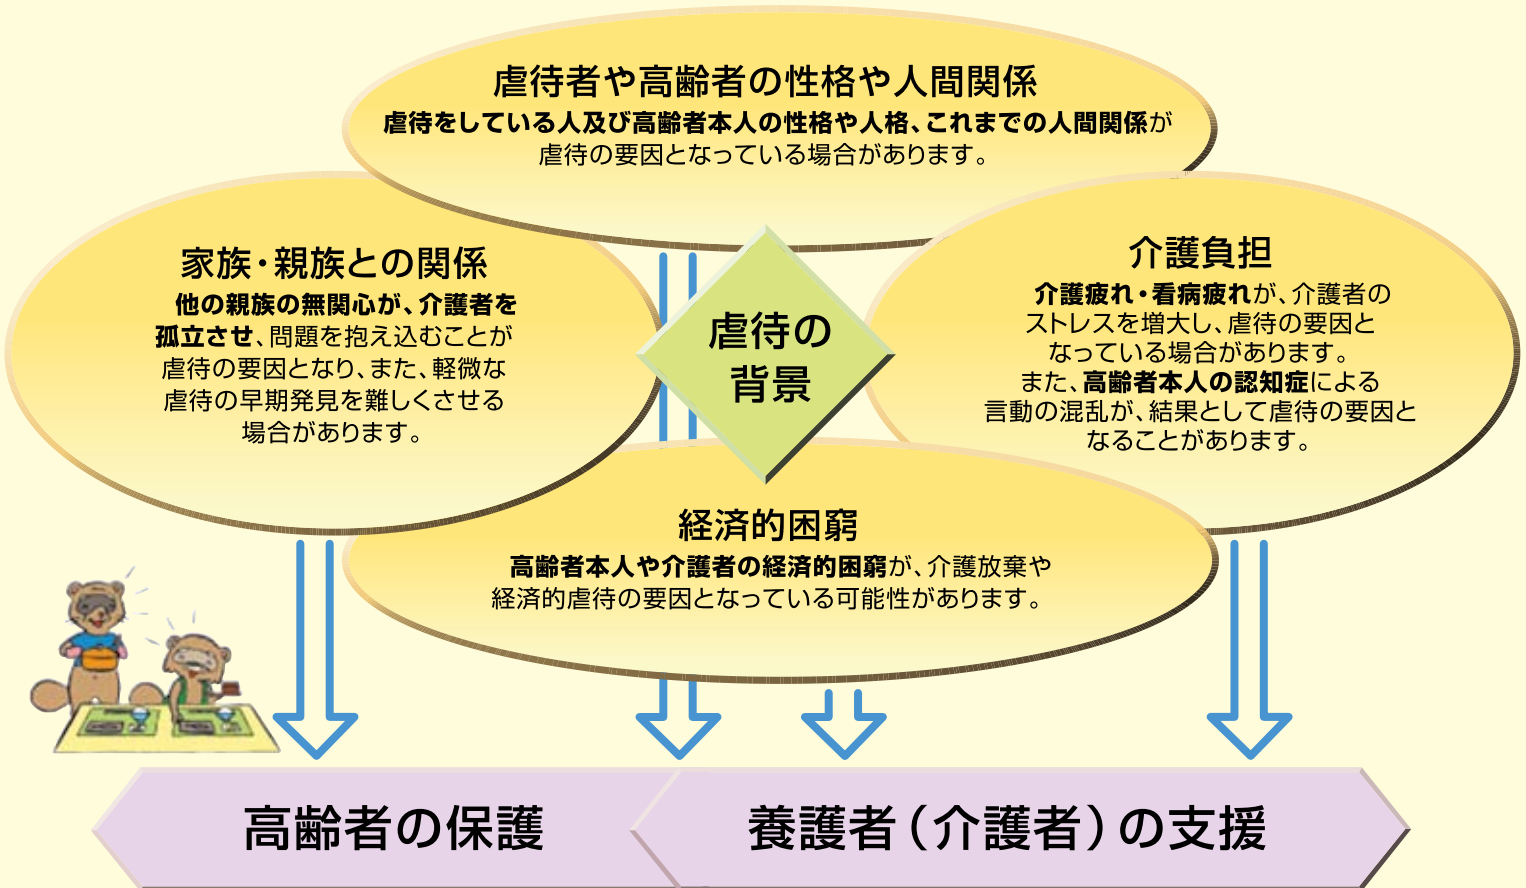 虐待者や高齢者の性格や人間関係
虐待をしている人及び高齢者本人の性格や人格、これまでの人間関係が
虐待の要因となっている場合があります。
家族・親族との関係
他の親族の無関心が、介護者を
孤立させ、問題を抱え込むことが
虐待の要因となり、また、軽微な
虐待の早期発見を難しくさせる
場合があります。
虐待の
背景
介護負担
介護疲れ・看病疲れが、介護者の
ストレスを増大し、虐待の要因と
なっている場合があります。
また、高齢者本人の認知症による
言動の混乱が、結果として虐待の要因と
なることがあります。
経済的困窮
高齢者本人や介護者の経済的困窮が、介護放棄や
経済的虐待の要因となっている可能性があります。
高齢者の保護
養護者(介護者)の支援